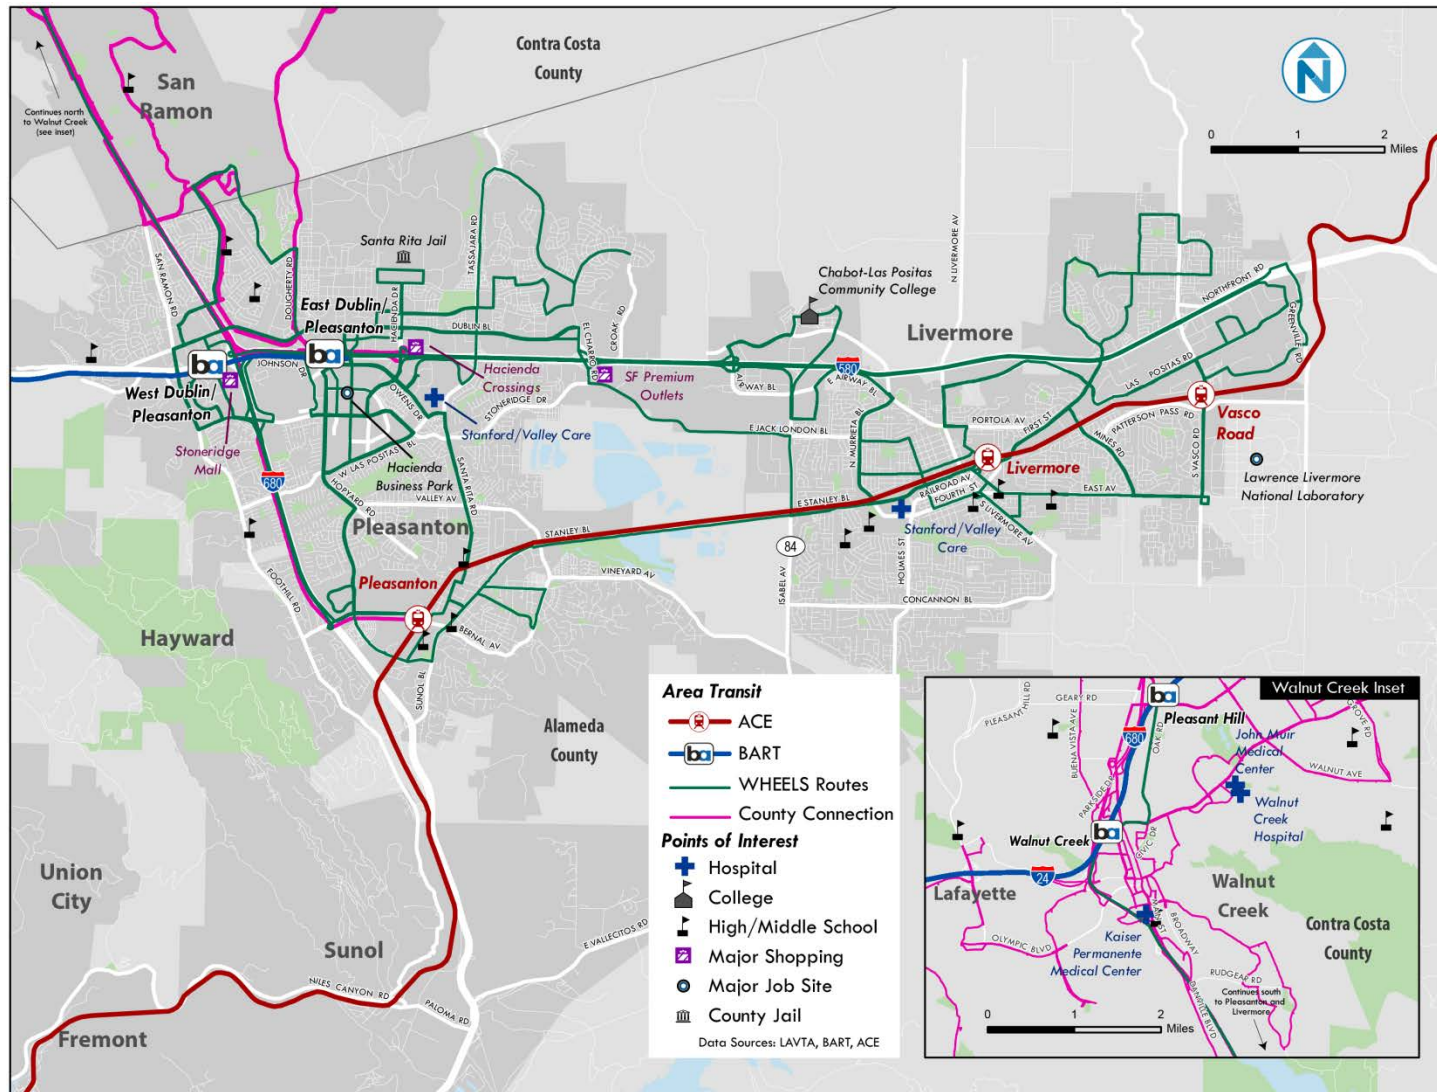 Contra Costa
County
San
Ramon
Continues north
to Walnut Creek
(see inset)
N
0 1 2
Miles
SAN RAMON RD
DOUGHERTY RD
Santa Rita Jail
TASSAJARA RD
HACIENDA DR
East Dublin/
Pleasanton
ba
DUBLIN BL
EL CHARRO RD
CROAK RD
N LIVERMORE AV
Chabot-Las Positas
Community College
Livermore
NORTHFRONT RD
GREENVILLE RD
ba
West Dublin/
Pleasanton
JOHNSON DR
OWENS DR
Hacienda
Crossings
STONERIDGE DR
SF Premium
Outlets
AIRWAY BL
580
E AIRWAY BL
LAS POSITAS RD
Stanford/Valley Care
Stoneridge
Mall
680
W LAS POSITAS BL
Hacienda
Business Park
HOPYARD RD
VALLEY AV
SANTA RITA RD
E JACK LONDON BL
N MURRIETA BL
PORTOLA AV
FIRST ST
PATTERSON PASS RD
MINES RD
S VASCO RD
Vasco
Road
Lawrence Livermore
National Laboratory
Livermore
RAILROAD AV
FOURTH ST
EAST AV
S LIVERMORE AV
E STANLEY BL
Stanford/Valley
Care
Pleasanton
STANLEY BL
84
ISABEL AV
HOLMES ST
CONCANNON BL
VINEYARD AV
Pleasanton
FOOTHILL RD
BERNAL AV
SUNOL BL
Hayward
Alameda
County
Union
City
Sunol
Fremont
NILES CANYON RD
PALOMA RD
E VALLECITOS RD
Area Transit
ACE
ba BART
WHEELS Routes
County Connection
Points of Interest
Hospital
College
High/Middle School
Major Shopping
Major Job Site
County Jail
Data Sources: LAVTA, BART, ACE
Walnut Creek Inset
GEARY RD
PLEASANT HILL RD
BUENA VISTA AVE
PARKSIDE DR
680
OAK RD
ba
Pleasant Hill
GROVE RD
John Muir
Medical
Center
WALNUT AVE
Walnut
Creek
Hospital
ba
Walnut Creek
CIVIC DR
24
Lafayette
Walnut
Creek
Contra Costa
County
MAIN ST
BROADWAY
OLYMPIC BLVD
Kaiser
Permanente
Medical Center
RUDGEAR RD
DANVILLE BLVD
Continues south
to Pleasanton and
Livermore
0 1 2
Miles